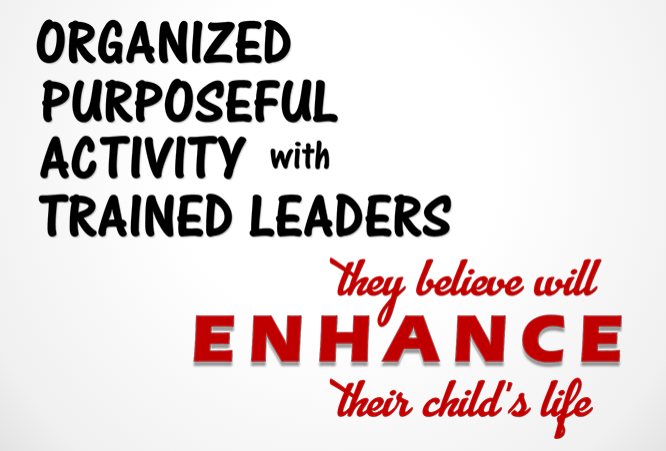 ORGANIZED
PURPOSEFUL
ACTIVITY with
TRAINED LEADERS
they believe will
ENHANCE
their child's life